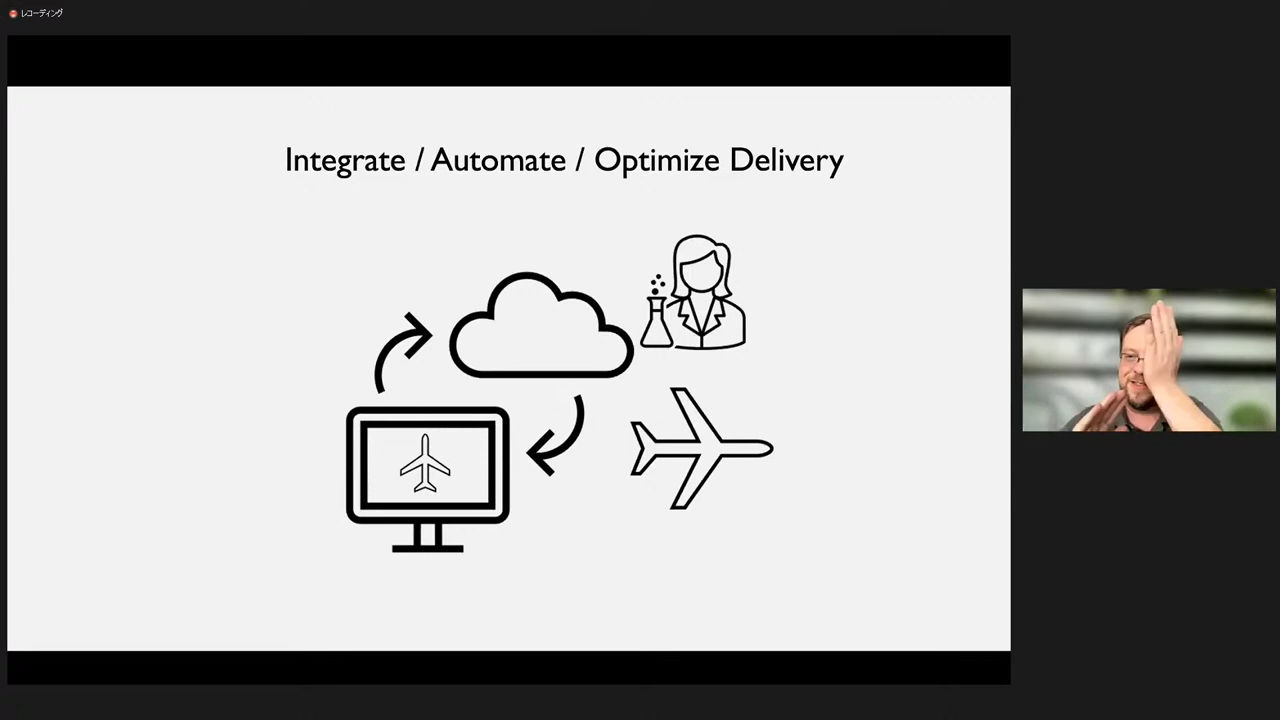 レコーディング
Integrate / Automate / Optimize Delivery